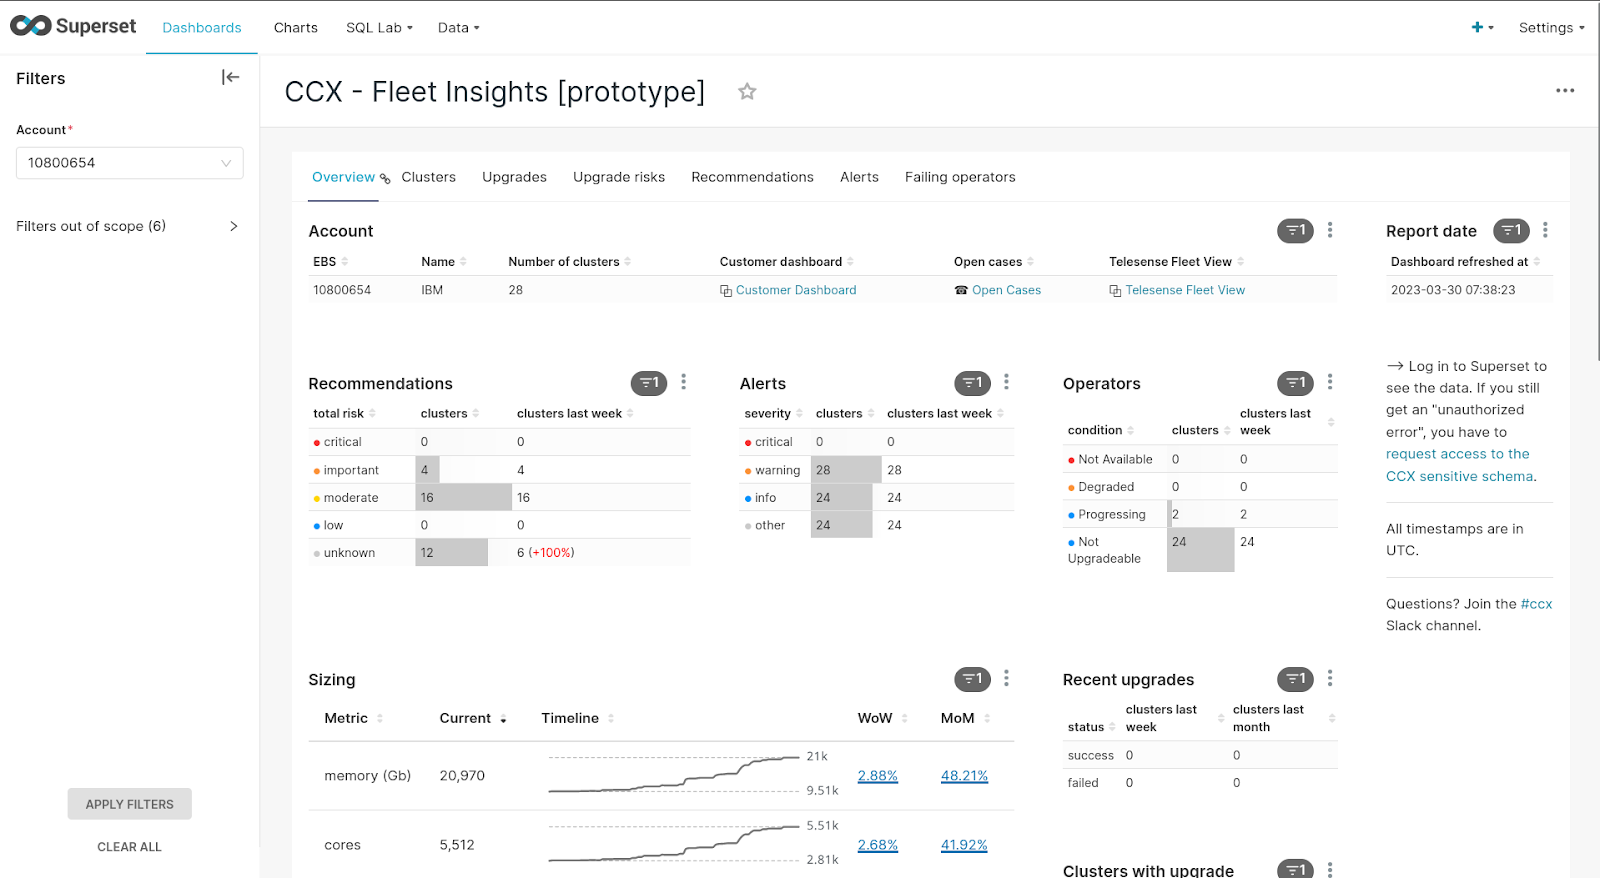 Superset
Dashboards
Charts
SQL Lab
Data
+
Settings
Filters
Account*
10800654
Filters out of scope (6)
APPLY FILTERS
CLEAR ALL
CCX - Fleet Insights [prototype]
Overview Clusters Upgrades Upgrade risks Recommendations Alerts Failing operators
Account
1
EBS Name Number of clusters Customer dashboard Open cases Telesense Fleet View
10800654 IBM 28 Customer Dashboard Open Cases Telesense Fleet View
Report date
1
Dashboard refreshed at
2023-03-30 07:38:23
Recommendations
1
total risk clusters clusters last week
critical 0 0
important 4 4
moderate 16 16
low 0 0
unknown 12 6 (+100%)
Alerts
1
severity clusters clusters last week
critical 0 0
warning 28 28
info 24 24
other 24 24
Operators
1
condition clusters clusters last
week
Not Available 0 0
Degraded 0 0
Progressing 2 2
Not 24 24
Upgradeable
→ Log in to Superset to
see the data. If you still
get an "unauthorized
error", you have to
request access to the
CCX sensitive schema.
All timestamps are in
UTC.
Questions? Join the #ccx
Slack channel.
Sizing
1
Metric Current Timeline WoW MoM
memory (Gb) 20,970 21k 9.51k 2.88% 48.21%
cores 5,512 5.51k 2.81k 2.68% 41.92%
Recent upgrades
1
status clusters last
week clusters last
month
success 0 0
failed 0 0
Clusters with upgrade
1